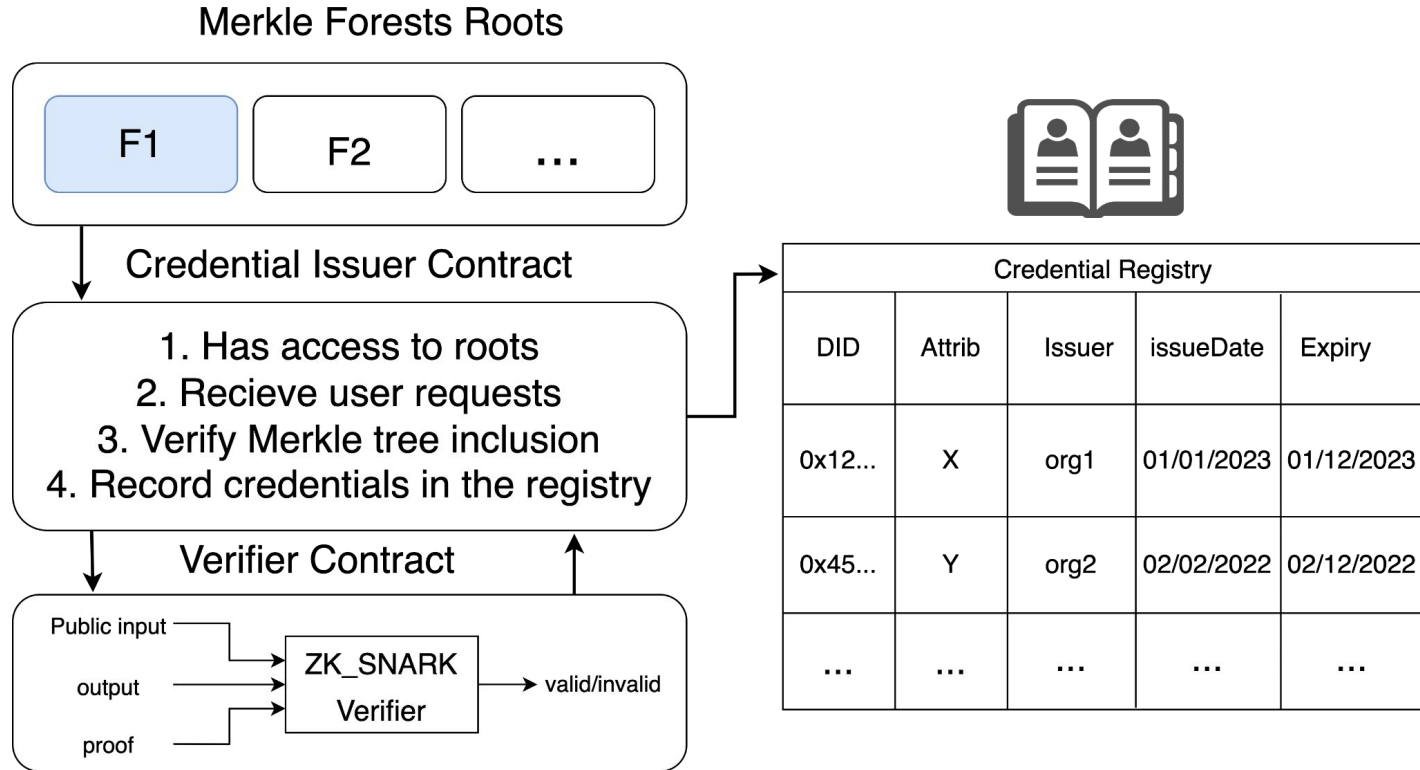 Merkle Forests Roots
F1 F2 ...
Credential Issuer Contract
1. Has access to roots
2. Recieve user requests
3. Verify Merkle tree inclusion
4. Record credentials in the registry
Verifier Contract
Public input
output
proof
ZK_SNARK
Verifier
valid/invalid
Credential Registry
DID Attrib Issuer issueDate Expiry
0x12... X org1 01/01/2023 01/12/2023
0x45... Y org2 02/02/2022 02/12/2022
... ... ... ... ...